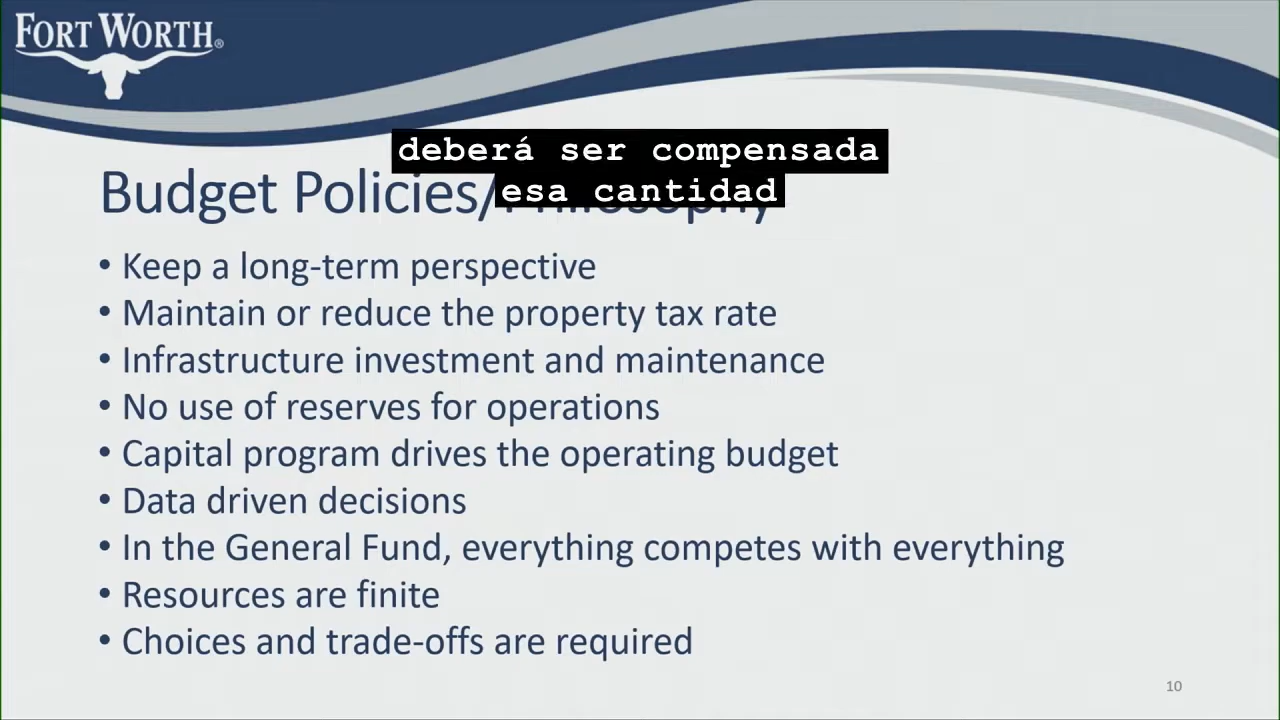 FORT WORTH®
deberá ser compensada
esa cantidad
Budget Policies/Philosophy
• Keep a long-term perspective
• Maintain or reduce the property tax rate
• Infrastructure investment and maintenance
• No use of reserves for operations
• Capital program drives the operating budget
• Data driven decisions
• In the General Fund, everything competes with everything
• Resources are finite
• Choices and trade-offs are required
10